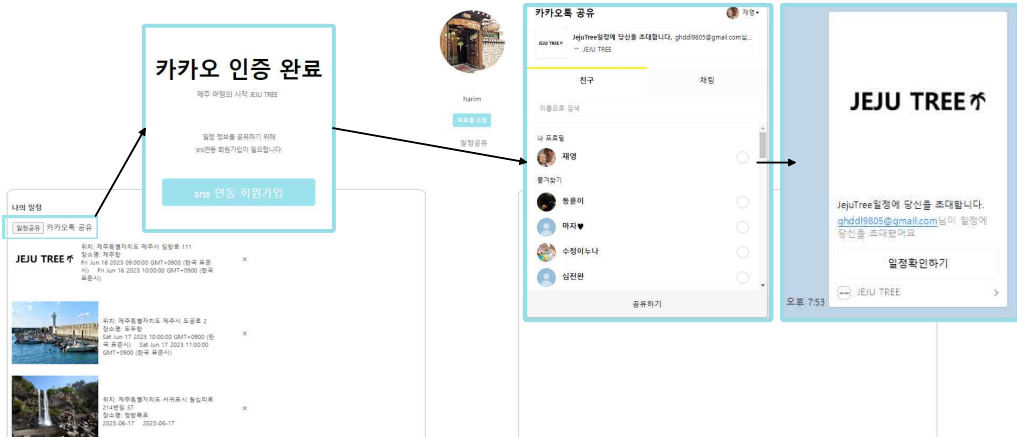 카카오 인증 완료
제주 여행의 시작 JEJU TREE
일정 정보를 공유하기 위해
sns연동 회원가입이 필요합니다.
sns 연동 회원가입
harim
프로필 수정
일정공유
나의 일정
일정공유 카카오톡 공유
JEJU TREE
위치: 제주특별자치도 제주시 임항로 111
장소명: 제주항
Fri Jun 16 2023 09:00:00 GMT+0900 (한국 표준
시) Fri Jun 16 2023 10:00:00 GMT+0900 (한국
표준시)
×
위치: 제주특별자치도 제주시 도공로 2
장소명: 도두항
Sat Jun 17 2023 10:00:00 GMT+0900 (한
국 표준시) Sat Jun 17 2023 11:00:00
GMT+0900 (한국 표준시)
×
위치: 제주특별자치도 서귀포시 칠십리로
214번길 37
장소명: 정방폭포
2023-06-17 2023-06-17
×
카카오톡 공유
재영
JEJU TREE
JejuTree일정에 당신을 초대합니다. ghddl9805@gmail.com님...
JEJU TREE
친구 채팅
이름으로 검색
내 프로필
재영
즐겨찾기
동훈이
마자♥
수정이누나
심전완
공유하기
JEJU TREE
JejuTree일정에 당신을 초대합니다.
ghddl9805@gmail.com님이 일정에
당신을 초대했어요
일정확인하기
JEJU TREE
오후 7:53